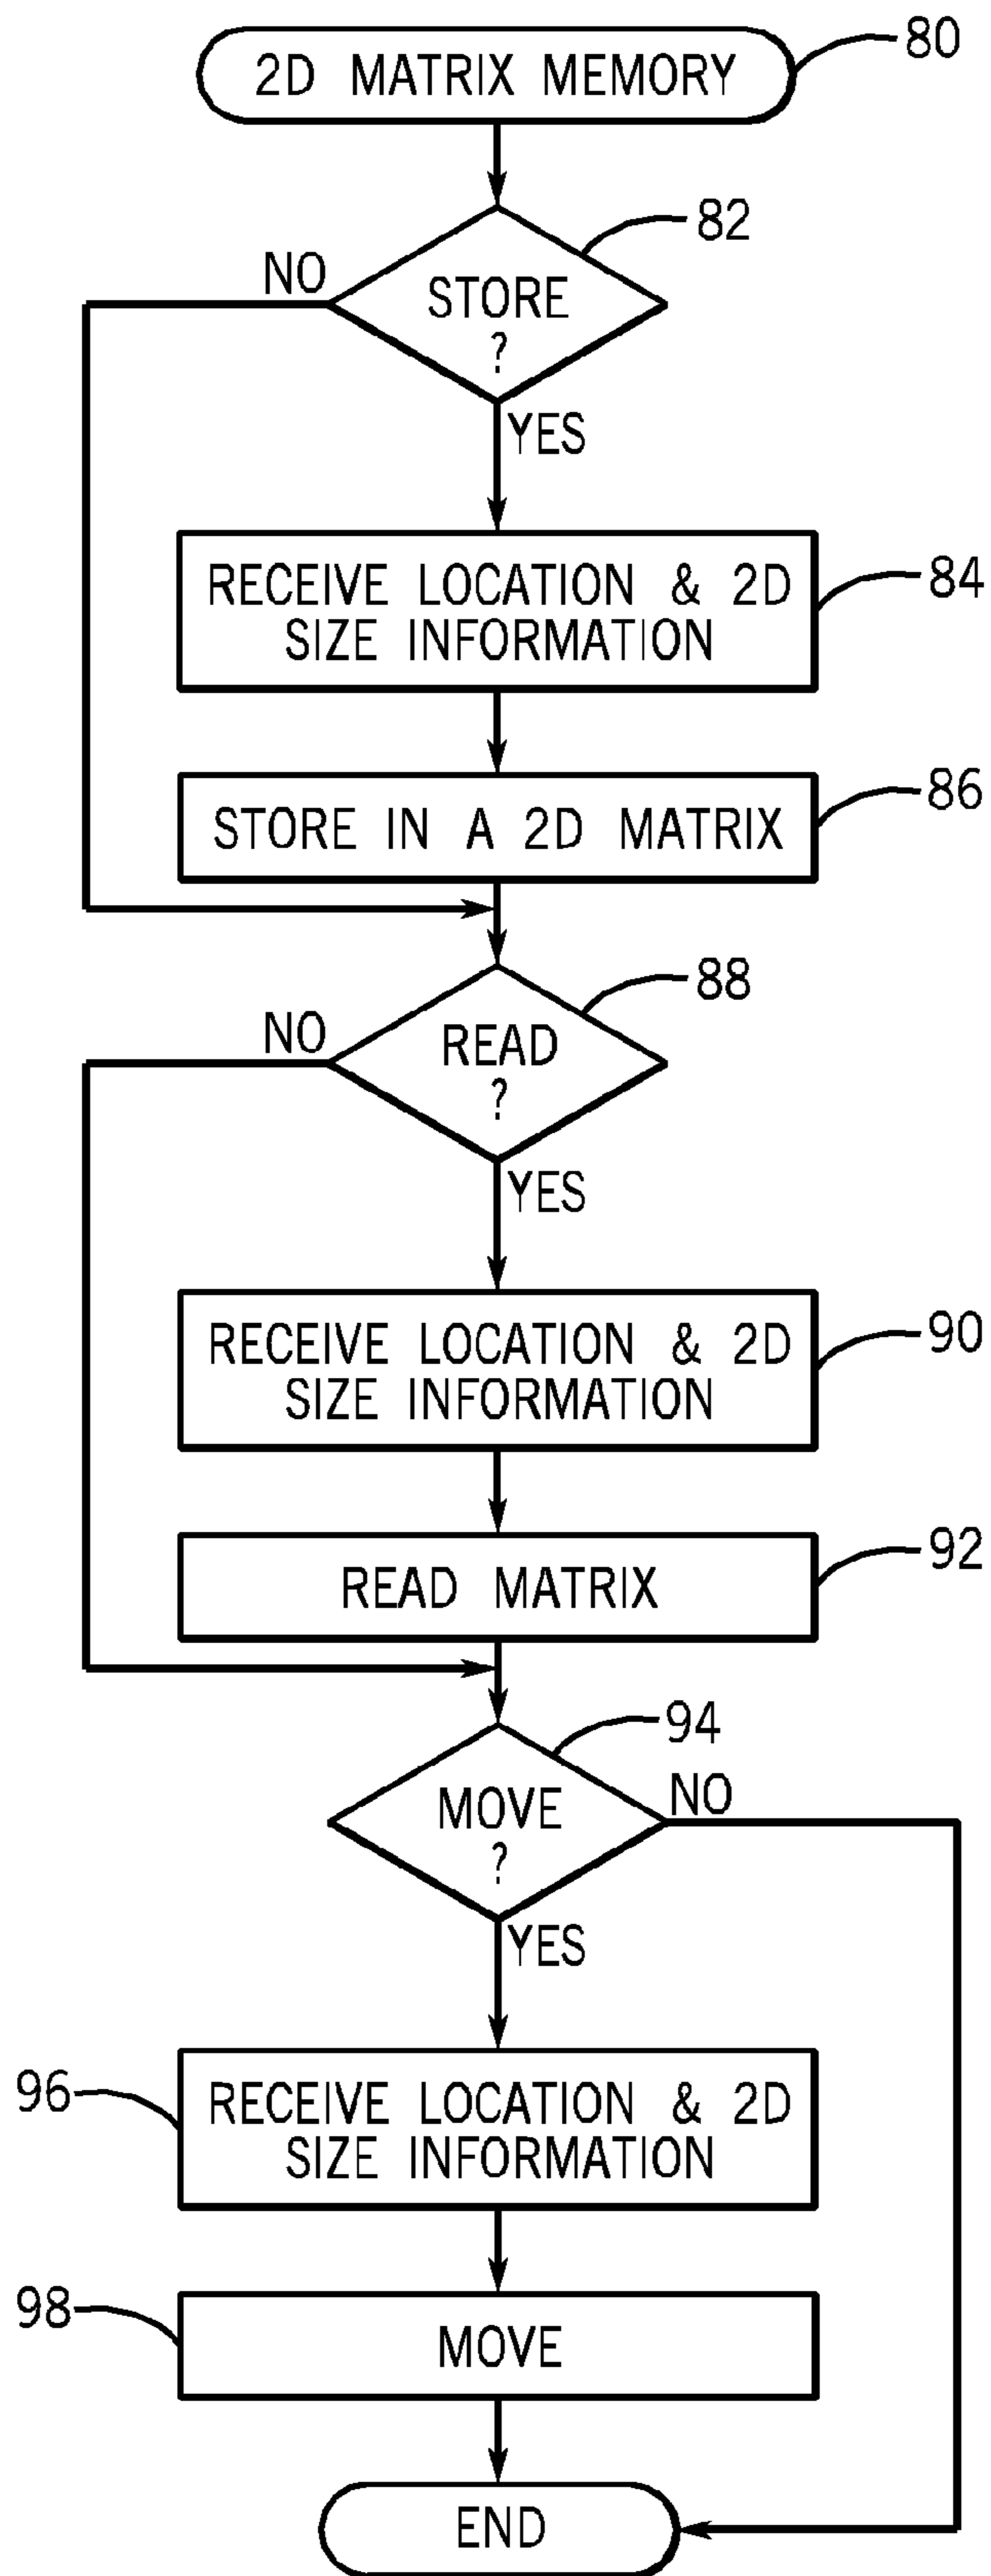 2D MATRIX MEMORY
80
82
NO
STORE
?
YES
RECEIVE LOCATION & 2D
SIZE INFORMATION
84
STORE IN A 2D MATRIX
86
88
NO
READ
?
YES
RECEIVE LOCATION & 2D
SIZE INFORMATION
90
READ MATRIX
92
94
MOVE
?
NO
YES
96
RECEIVE LOCATION & 2D
SIZE INFORMATION
98
MOVE
END